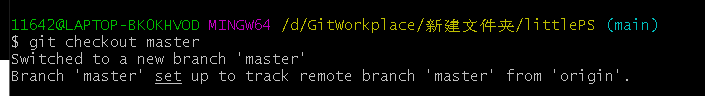 11642@LAPTOP-BKOKHVOD MINGW64 /d/GitWorkplace/新建文件夹/littlePS (main)
$ git checkout master
Switched to a new branch 'master'
Branch 'master' set up to track remote branch 'master' from 'origin'.